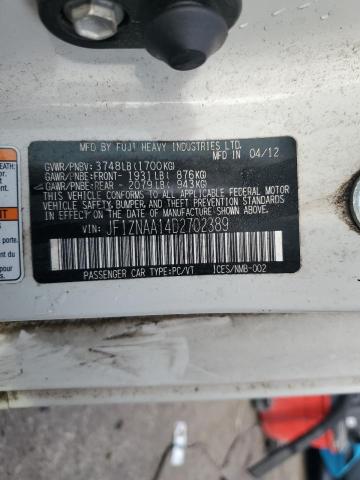 MFD BY FUJI HEAVY INDUSTRIES LTD.
MFD IN 04/12
GVWR/PNBV: 3748LB(1700KG)
GAWR/PNBE:FRONT- 1931LB( 876KG)
GAWR/PNBE:REAR - 2079LB( 943KG)
THIS VEHICLE CONFORMS TO ALL APPLICABLE FEDERAL MOTOR
VEHICLE SAFETY, BUMPER, AND THEFT PREVENTION STANDARDS
IN EFFECT ON THE DATE OF MANUFACTURE SHOWN ABOVE.
VIN: JF1ZNAA14D2702389
PASSENGER CAR TYPE:PC/VT ICES/NMB-002